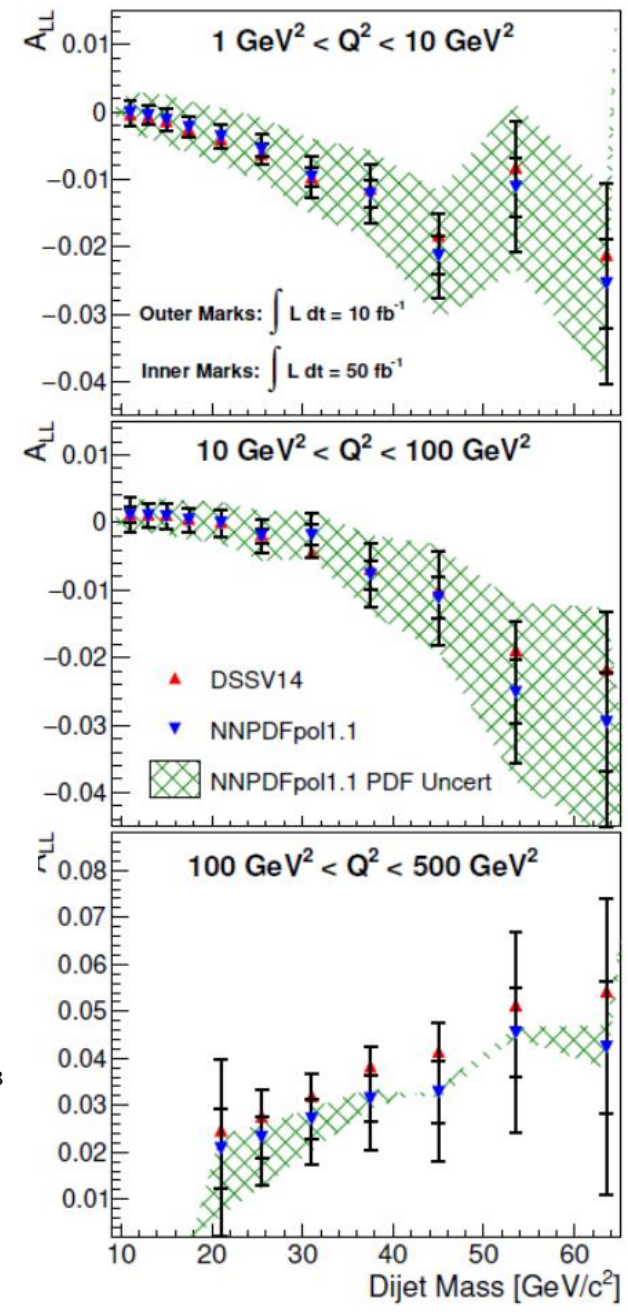 A_LL
1 GeV² < Q² < 10 GeV²
0.01
0
−0.01
−0.02
−0.03
−0.04
Outer Marks: ∫ L dt = 10 fb⁻¹
Inner Marks: ∫ L dt = 50 fb⁻¹
A_LL
10 GeV² < Q² < 100 GeV²
0.01
0
−0.01
−0.02
−0.03
−0.04
DSSV14
NNPDFpol1.1
NNPDFpol1.1 PDF Uncert
A_LL
100 GeV² < Q² < 500 GeV²
0.08
0.07
0.06
0.05
0.04
0.03
0.02
0.01
10 20 30 40 50 60
Dijet Mass [GeV/c²]